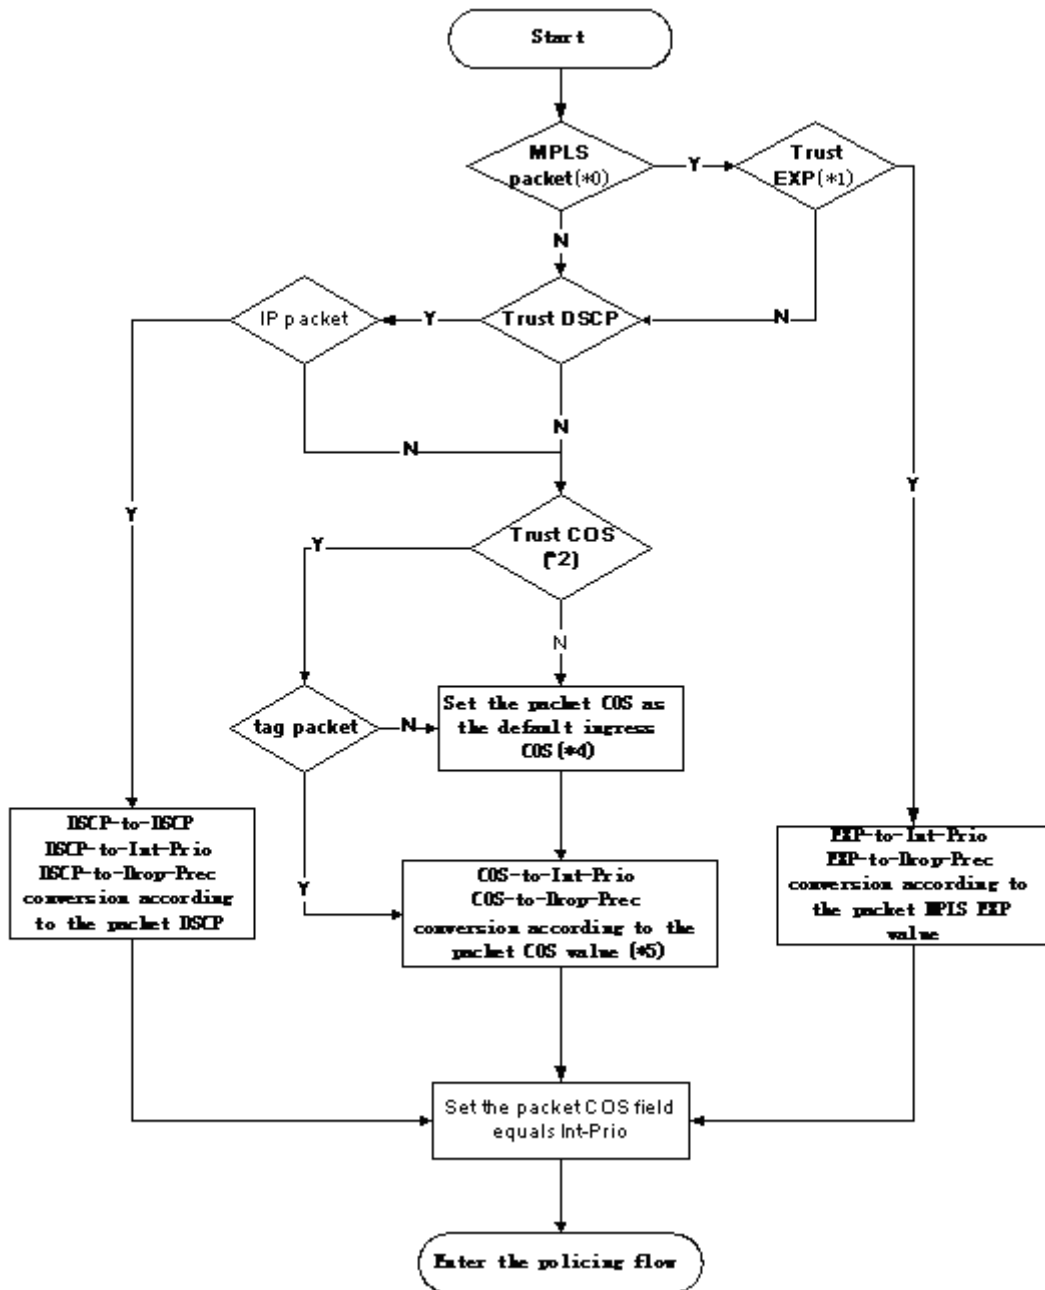 Start
MPLS
packet(*0)
Y
Trust
EXP(*1)
N
IP packet
Y
Trust DSCP
N
N
N
Y
Y
Trust COS
(*2)
Y
N
tag packet
N
Set the packet COS as
the default ingress
COS(*4)
DSCP-to-DSCP
DSCP-to-Int-Prio
DSCP-to-Drop-Prec
conversion according
to the packet DSCP
Y
COS-to-Int-Prio
COS-to-Drop-Prec
conversion according to the
packet COS value (*5)
EXP-to-Int-Prio
EXP-to-Drop-Prec
conversion according to
the packet MPLS EXP
value
Set the packet COS field
equals Int-Prio
Enter the policing flow